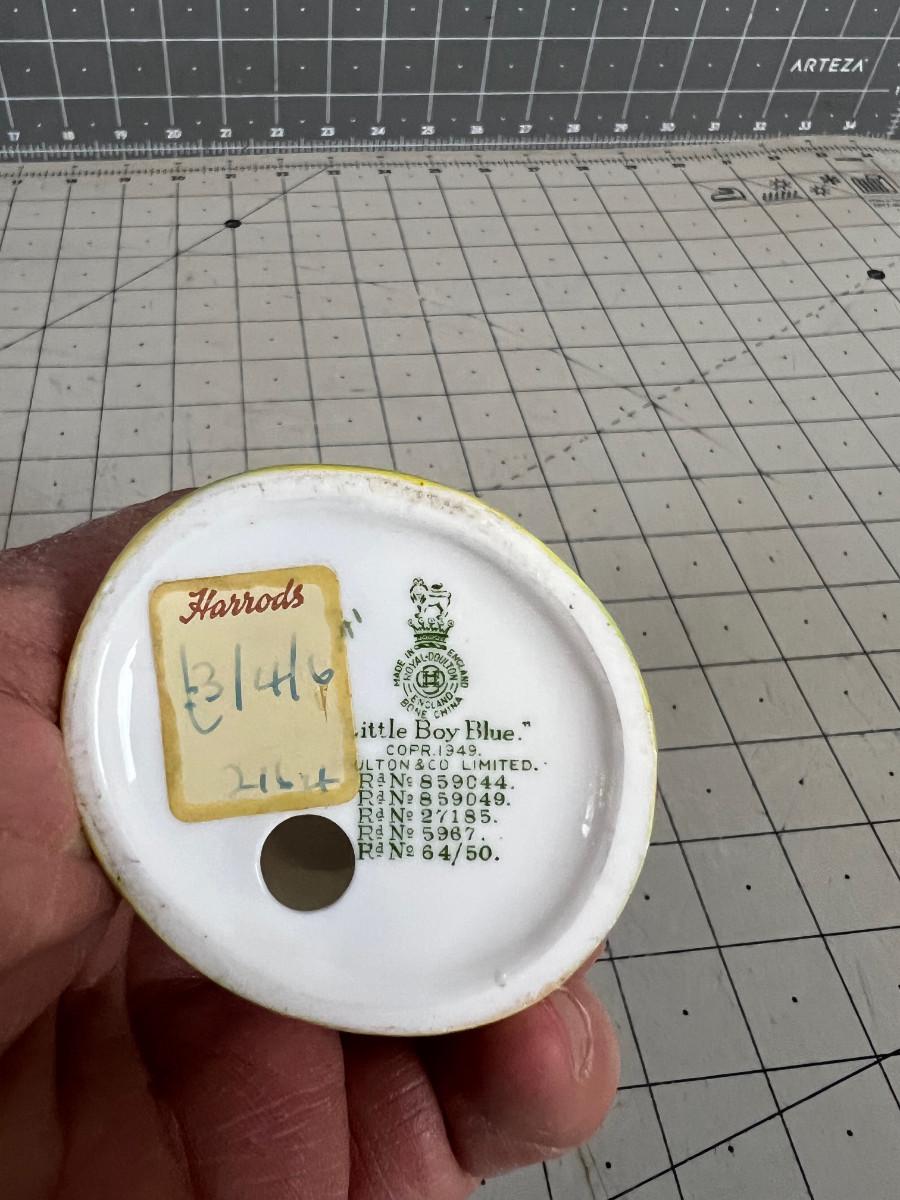 ARTEZA
17 18 19 20 21 22 23 24 25 26 27 28 29 30 31 32 33 34
Harrods
£3/4/6
MADE IN ENGLAND
ROYAL·DOULTON
ENGLAND
BONE CHINA
ittle Boy Blue."
COPR.1949.
ULTON & CO LIMITED.
Rd No 859044.
Rd No 859049.
Rd No 27185.
Rd No 5967.
Rd No 64/50.